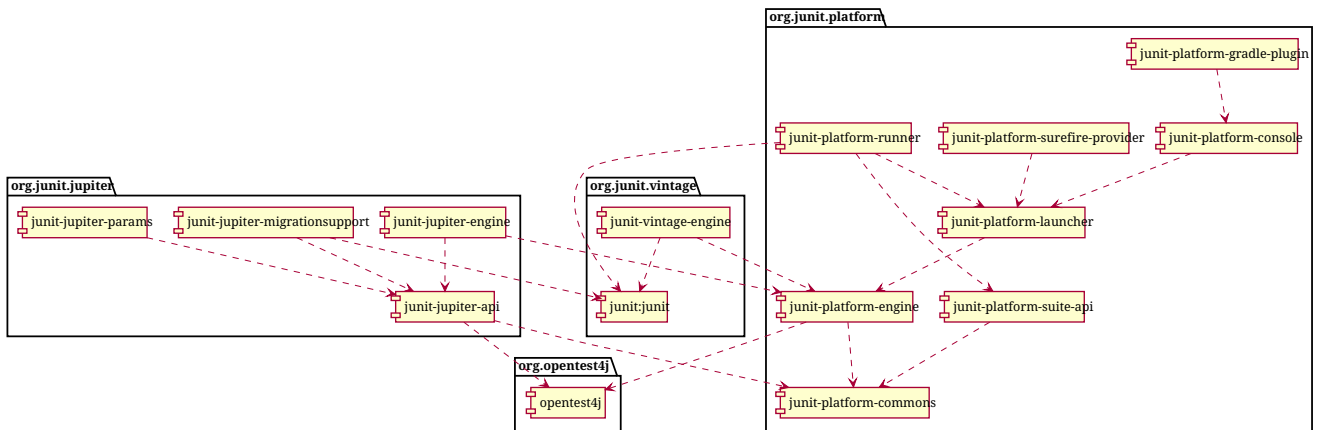 org.junit.platform
junit-platform-gradle-plugin
junit-platform-runner
junit-platform-surefire-provider
junit-platform-console
org.junit.jupiter
org.junit.vintage
junit-jupiter-params
junit-jupiter-migrationsupport
junit-jupiter-engine
junit-vintage-engine
junit-platform-launcher
junit-jupiter-api
junit:junit
junit-platform-engine
junit-platform-suite-api
org.opentest4j
opentest4j
junit-platform-commons